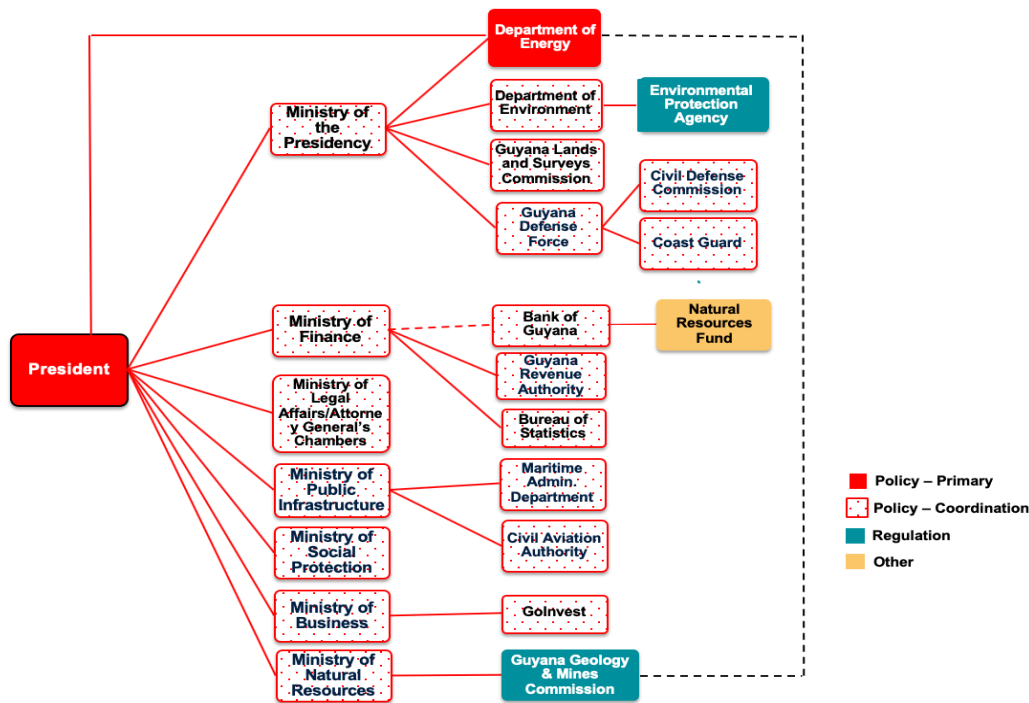 Department of
Energy
Department of
Environment
Environmental
Protection
Agency
Ministry of
the
Presidency
Guyana Lands
and Surveys
Commission
Civil Defense
Commission
Guyana
Defense
Force
Coast Guard
President
Ministry of
Finance
Bank of
Guyana
Natural
Resources
Fund
Guyana
Revenue
Authority
Ministry of
Legal
Affairs/Attorne
y General's
Chambers
Bureau of
Statistics
Ministry of
Public
Infrastructure
Maritime
Admin.
Department
Ministry of
Social
Protection
Civil Aviation
Authority
Ministry of
Business
GoInvest
Ministry of
Natural
Resources
Guyana Geology
& Mines
Commission
Policy – Primary
Policy – Coordination
Regulation
Other